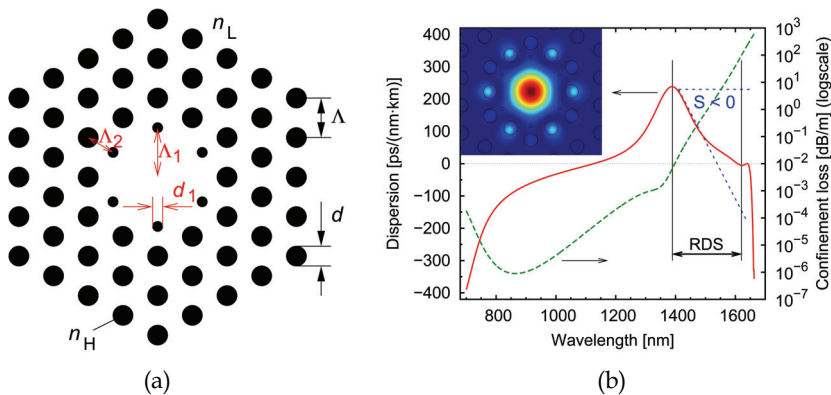 n_L
Λ
Λ_2
Λ_1
d_1
d
n_H
(a)
Dispersion [ps/(nm·km)]
400
300
200
100
0
-100
-200
-300
-400
S < 0
RDS
10^3
10^2
10^1
10^0
10^-1
10^-2
10^-3
10^-4
10^-5
10^-6
10^-7
Confinement loss [dB/m] (logscale)
800 1000 1200 1400 1600
Wavelength [nm]
(b)